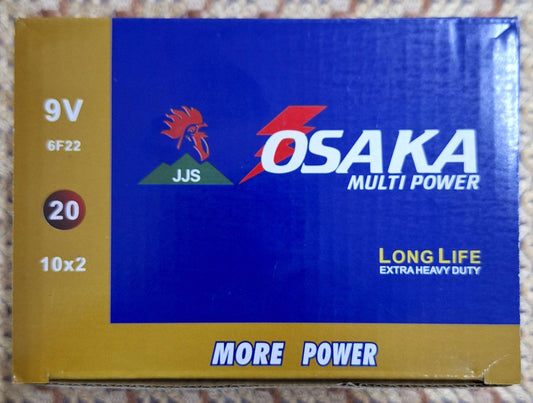 9V
6F22
20
10x2
JJS
OSAKA
MULTI POWER
LONG LIFE
EXTRA HEAVY DUTY
MORE POWER